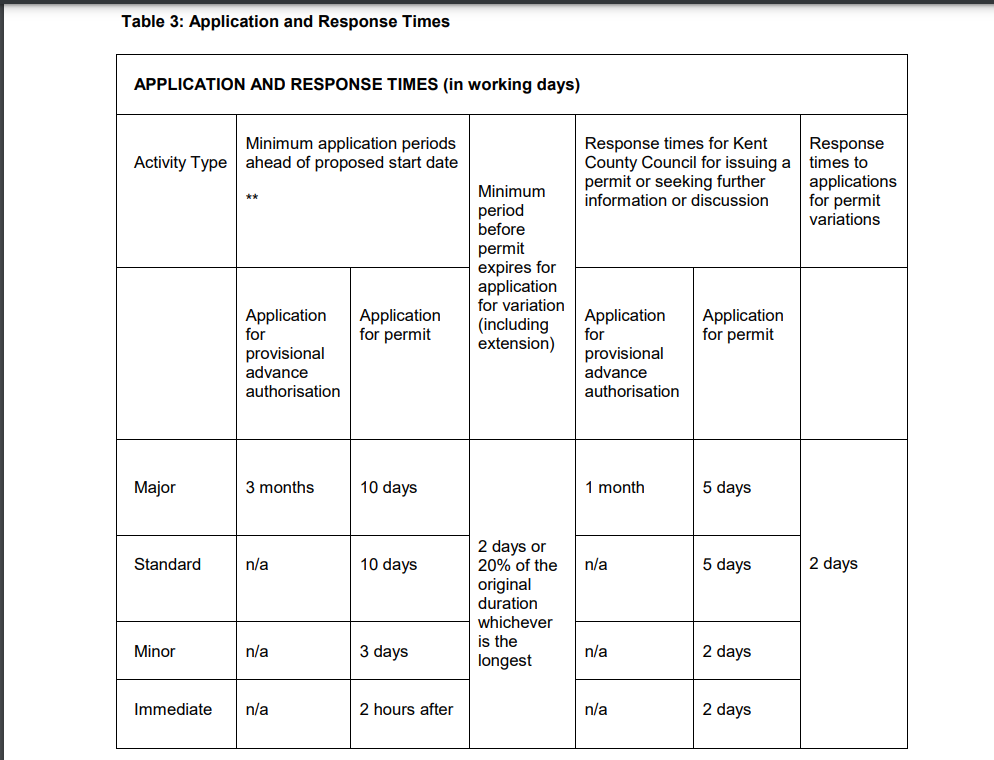 Table 3: Application and Response Times
APPLICATION AND RESPONSE TIMES (in working days)
Activity Type
Minimum application periods
ahead of proposed start date
**
Minimum
period
before
permit
expires for
application
for variation
(including
extension)
Response times for Kent
County Council for issuing a
permit or seeking further
information or discussion
Response
times to
applications
for permit
variations
Application
for
provisional
advance
authorisation
Application
for permit
Application
for
provisional
advance
authorisation
Application
for permit
Major
3 months
10 days
2 days or
20% of the
original
duration
whichever
is the
longest
1 month
5 days
2 days
Standard
n/a
10 days
n/a
5 days
Minor
n/a
3 days
n/a
2 days
Immediate
n/a
2 hours after
n/a
2 days